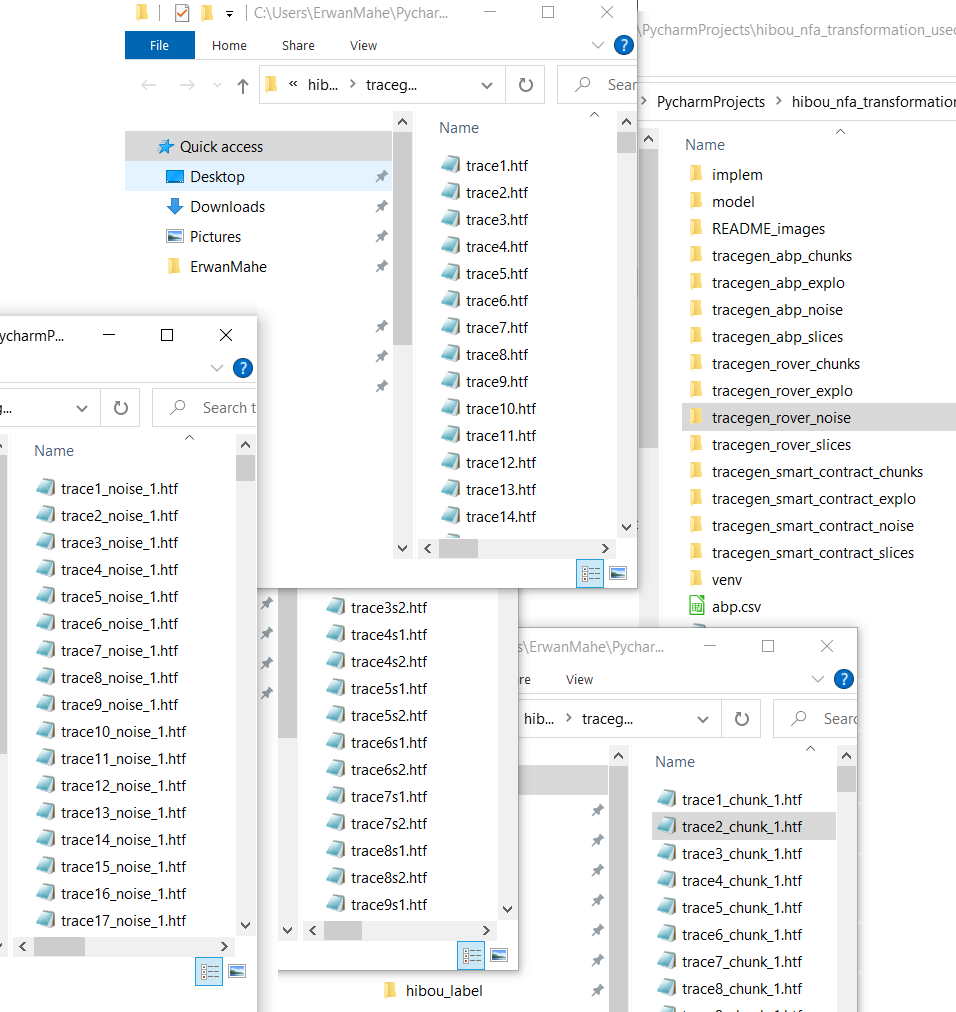 C:\Users\ErwanMahe\Pychar...
File Home Share View
« hib... > traceg...
Sear
Quick access
Desktop
Downloads
Pictures
ErwanMahe
Name
trace1.htf
trace2.htf
trace3.htf
trace4.htf
trace5.htf
trace6.htf
trace7.htf
trace8.htf
trace9.htf
trace10.htf
trace11.htf
trace12.htf
trace13.htf
trace14.htf
\PycharmProjects\hibou_nfa_transformation_usec
> PycharmProjects > hibou_nfa_transformation
Name
implem
model
README_images
tracegen_abp_chunks
tracegen_abp_explo
tracegen_abp_noise
tracegen_abp_slices
tracegen_rover_chunks
tracegen_rover_explo
tracegen_rover_noise
tracegen_rover_slices
tracegen_smart_contract_chunks
tracegen_smart_contract_explo
tracegen_smart_contract_noise
tracegen_smart_contract_slices
venv
abp.csv
ycharmP...
Search t
Name
trace1_noise_1.htf
trace2_noise_1.htf
trace3_noise_1.htf
trace4_noise_1.htf
trace5_noise_1.htf
trace6_noise_1.htf
trace7_noise_1.htf
trace8_noise_1.htf
trace9_noise_1.htf
trace10_noise_1.htf
trace11_noise_1.htf
trace12_noise_1.htf
trace13_noise_1.htf
trace14_noise_1.htf
trace15_noise_1.htf
trace16_noise_1.htf
trace17_noise_1.htf
trace3s2.htf
trace4s1.htf
trace4s2.htf
trace5s1.htf
trace5s2.htf
trace6s1.htf
trace6s2.htf
trace7s1.htf
trace7s2.htf
trace8s1.htf
trace8s2.htf
trace9s1.htf
hibou_label
s\ErwanMahe\Pychar...
re View
hib... > traceg...
Searc
Name
trace1_chunk_1.htf
trace2_chunk_1.htf
trace3_chunk_1.htf
trace4_chunk_1.htf
trace5_chunk_1.htf
trace6_chunk_1.htf
trace7_chunk_1.htf
trace8_chunk_1.htf